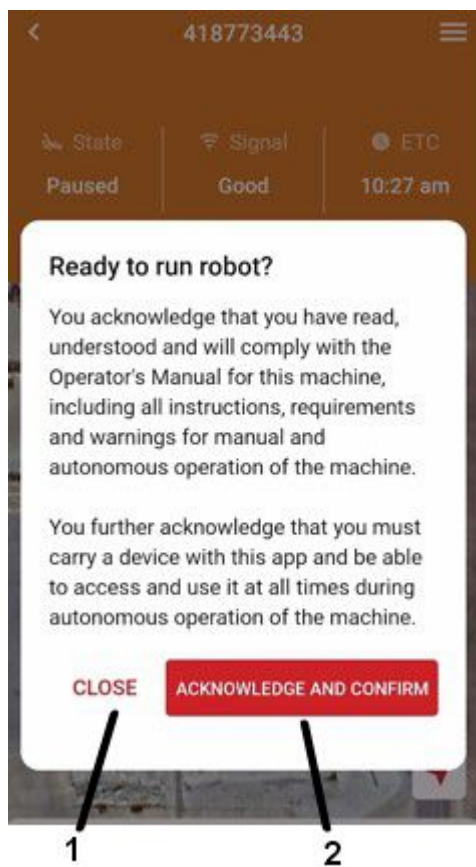 418773443
State Signal ETC
Paused Good 10:27 am
Ready to run robot?
You acknowledge that you have read,
understood and will comply with the
Operator's Manual for this machine,
including all instructions, requirements
and warnings for manual and
autonomous operation of the machine.
You further acknowledge that you must
carry a device with this app and be able
to access and use it at all times during
autonomous operation of the machine.
CLOSE ACKNOWLEDGE AND CONFIRM
1 2